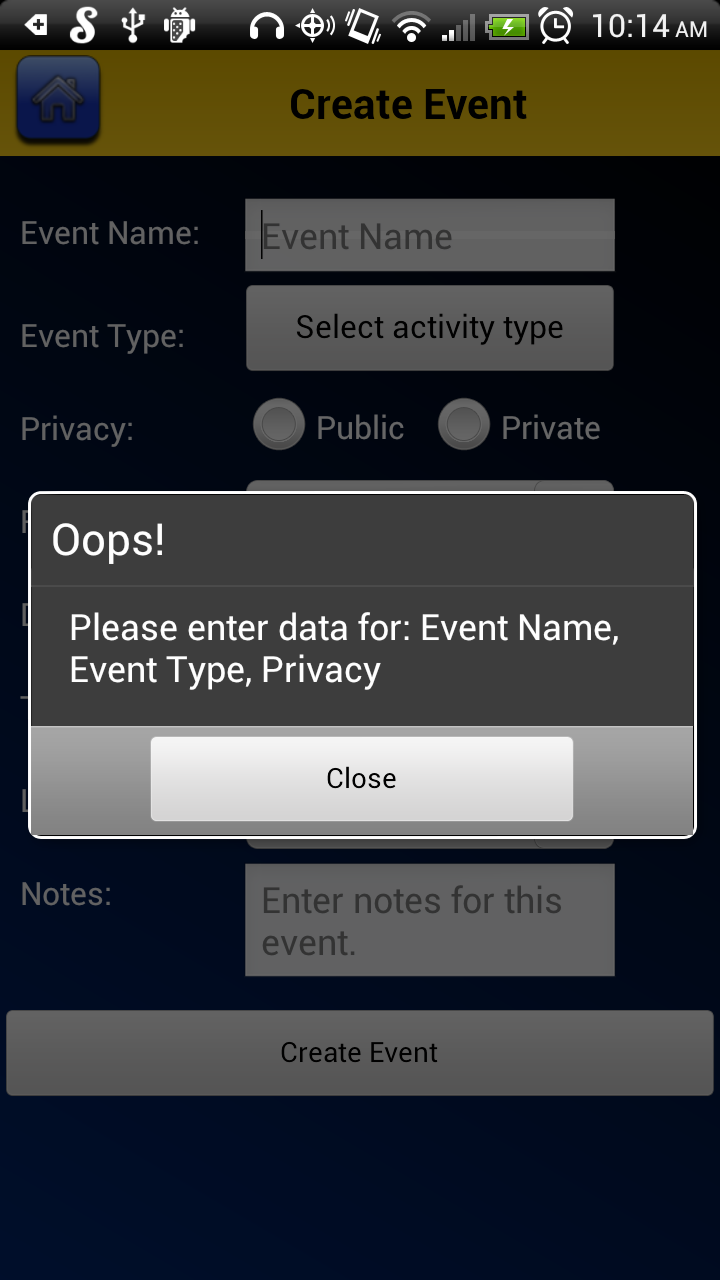 10:14 AM
Create Event
Event Name:
Event Name
Event Type:
Select activity type
Privacy:
Public
Private
Oops!
Please enter data for: Event Name,
Event Type, Privacy
Close
Notes:
Enter notes for this
event.
Create Event